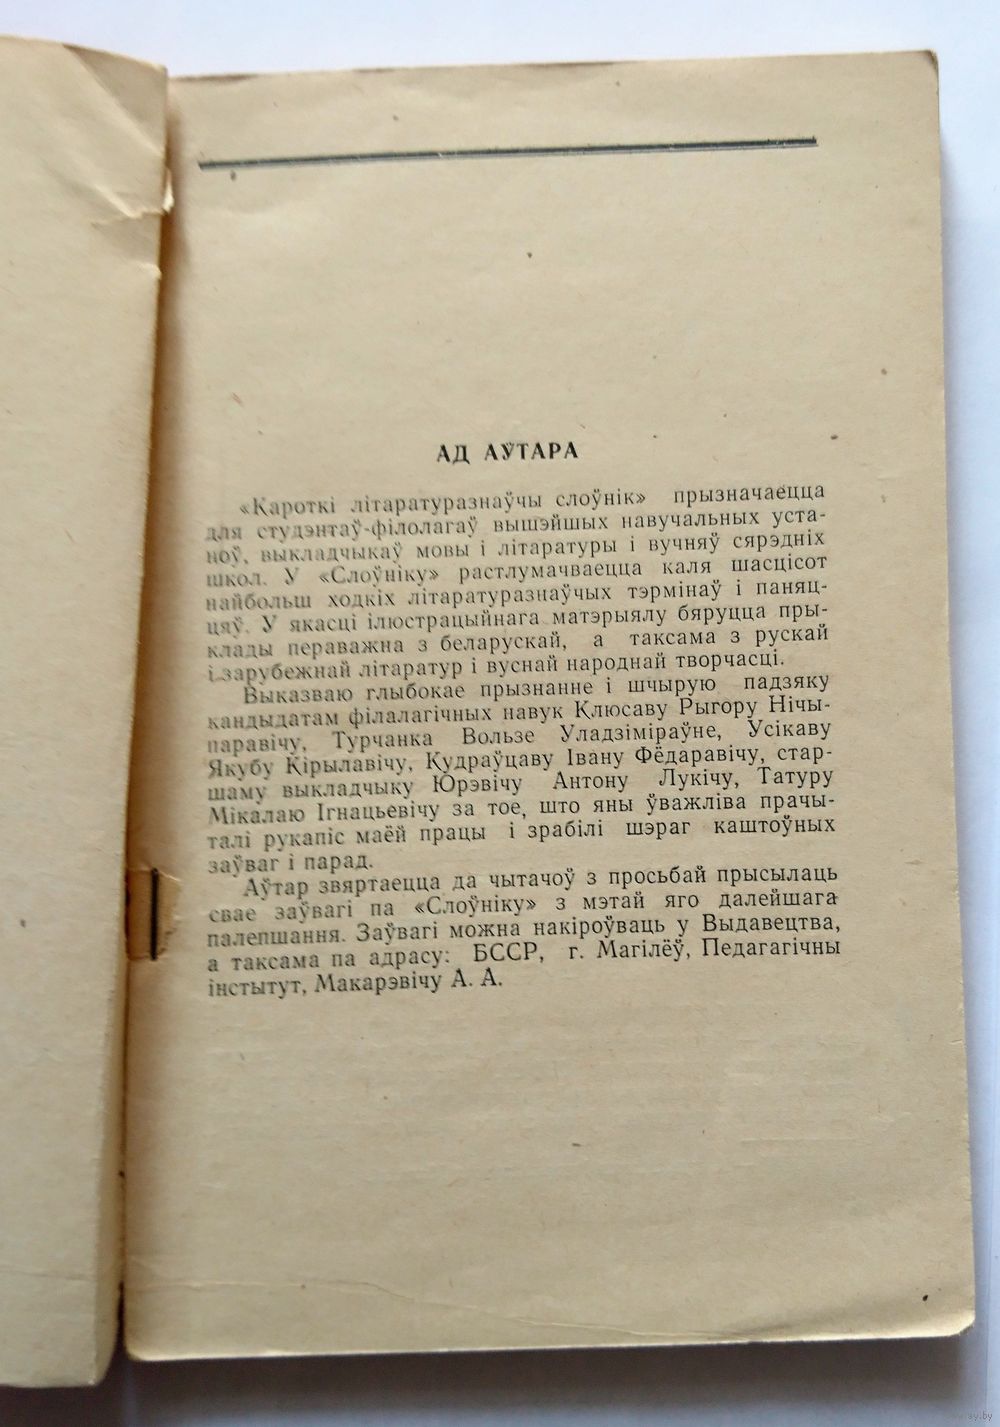 АД АЎТАРА
«Кароткі літаратуразнаўчы слоўнік» прызначаецца
для студэнтаў-філолагаў вышэйшых навучальных уста-
ноў, выкладчыкаў мовы і літаратуры і вучняў сярэдніх
школ. У «Слоўніку» растлумачваецца каля шасцісот
найбольш ходкіх літаратуразнаўчых тэрмінаў і паняц-
цяў. У якасці ілюстрацыйнага матэрыялу бяруцца пры-
клады пераважна з беларускай, а таксама з рускай
і зарубежнай літаратур і вуснай народнай творчасці.
Выказваю глыбокае прызнанне і шчырую падзяку
кандыдатам філалагічных навук Клюсаву Рыгору Нічы-
паравічу, Турчанка Вользе Уладзіміраўне, Усікаву
Якубу Кірылавічу, Кудраўцаву Івану Фёдаравічу, стар-
шаму выкладчыку Юрэвічу Антону Лукічу, Татуру
Мікалаю Ігнацьевічу за тое, што яны ўважліва прачы-
талі рукапіс маёй працы і зрабілі шэраг каштоўных
заўваг і парад.
Аўтар звяртаецца да чытачоў з просьбай прысылаць
свае заўвагі па «Слоўніку» з мэтай яго далейшага
палепшання. Заўвагі можна накіроўваць у Выдавецтва,
а таксама па адрасу: БССР, г. Магілёў, Педагагічны
інстытут, Макарэвічу А. А.